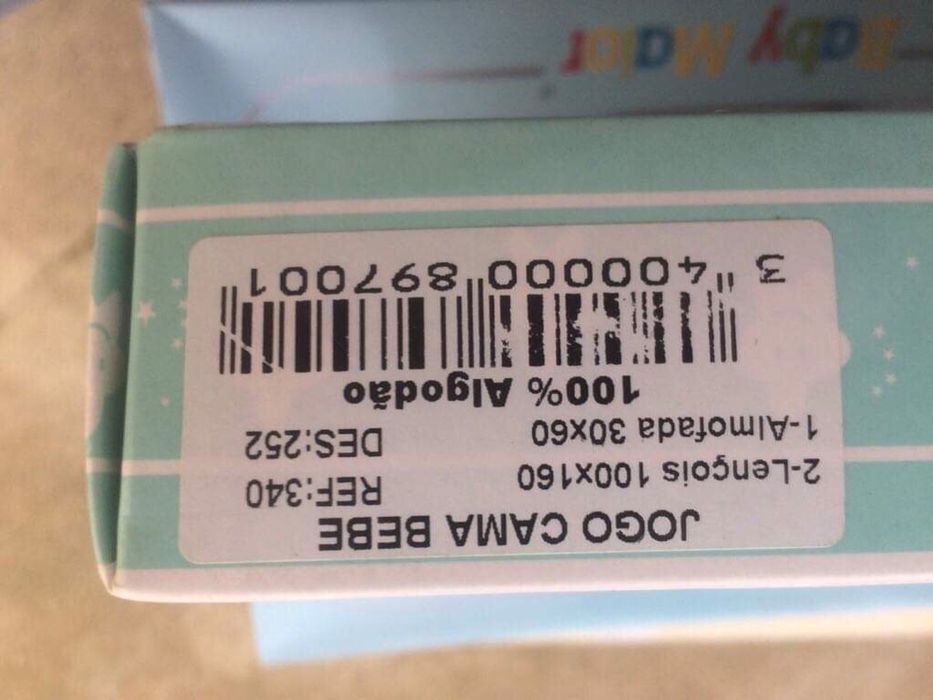 JOGO CAMA BEBE
2-Lençois 100x160 REF:340
1-Almofada 30x60 DES:252
100% Algodão
3 400000 897001
Baby